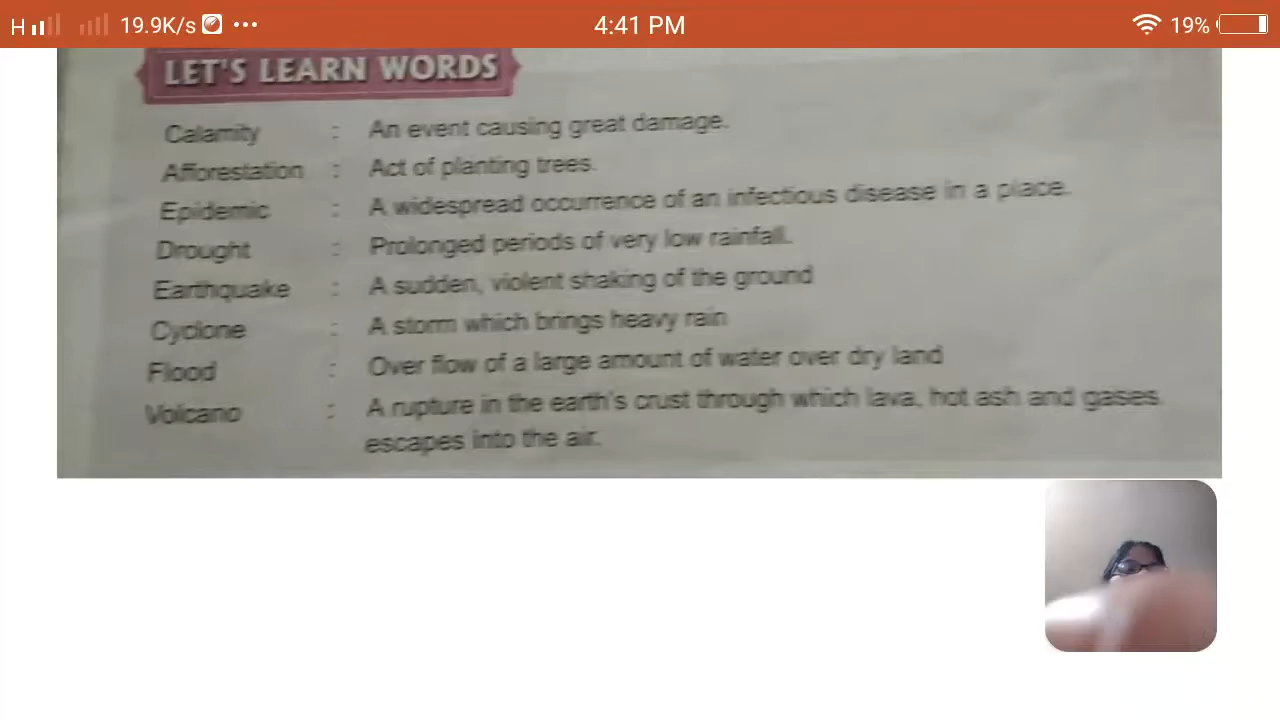 H 19.9K/s ••• 4:41 PM 19%
LET'S LEARN WORDS
Calamity : An event causing great damage.
Afforestation : Act of planting trees.
Epidemic : A widespread occurrence of an infectious disease in a place.
Drought : Prolonged periods of very low rainfall.
Earthquake : A sudden, violent shaking of the ground
Cyclone : A storm which brings heavy rain
Flood : Over flow of a large amount of water over dry land
Volcano : A rupture in the earth's crust through which lava, hot ash and gases
escapes into the air.